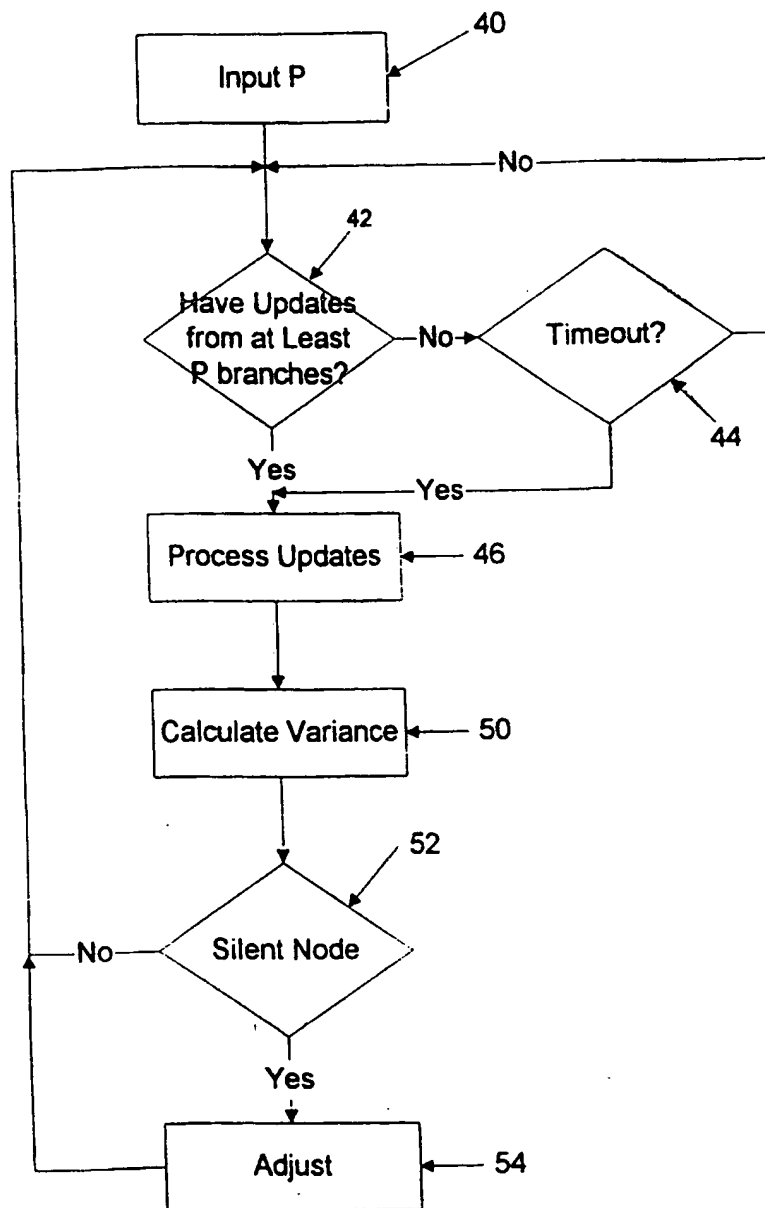 40
Input P
No
42
Have Updates
from at Least
P branches?
No
Timeout?
44
Yes
Yes
Process Updates
46
Calculate Variance
50
52
Silent Node
No
Yes
Adjust
54